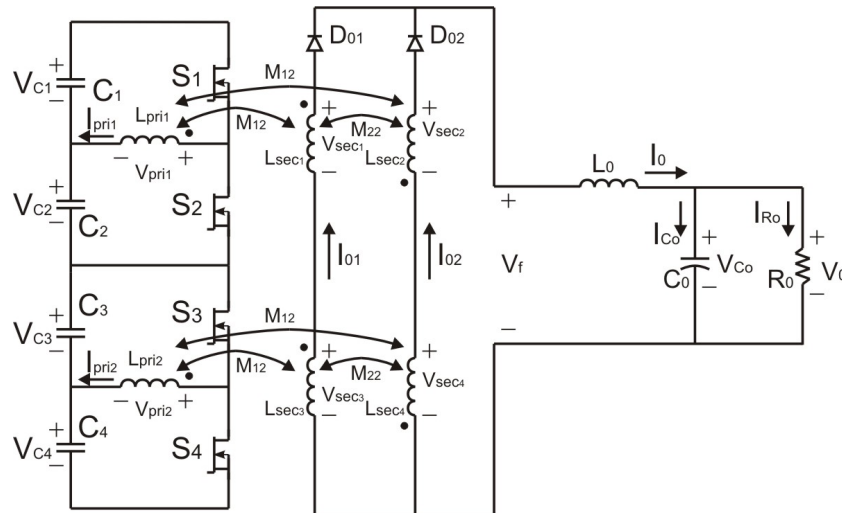 D01
D02
+
VC1
−
C1
S1
M12
Ipri1
Lpri1
− Vpri1 +
M12
+
Vsec1
−
Lsec1
M22
+
Vsec2
−
Lsec2
L0
I0
+
VC2
−
C2
S2
I01
I02
+
Vf
−
ICo
+
VCo
−
C0
IRo
+
V0
−
R0
C3
+
VC3
−
S3
M12
Ipri2
Lpri2
− Vpri2 +
M12
+
Vsec3
−
Lsec3
M22
+
Vsec4
−
Lsec4
+
VC4
−
C4
S4